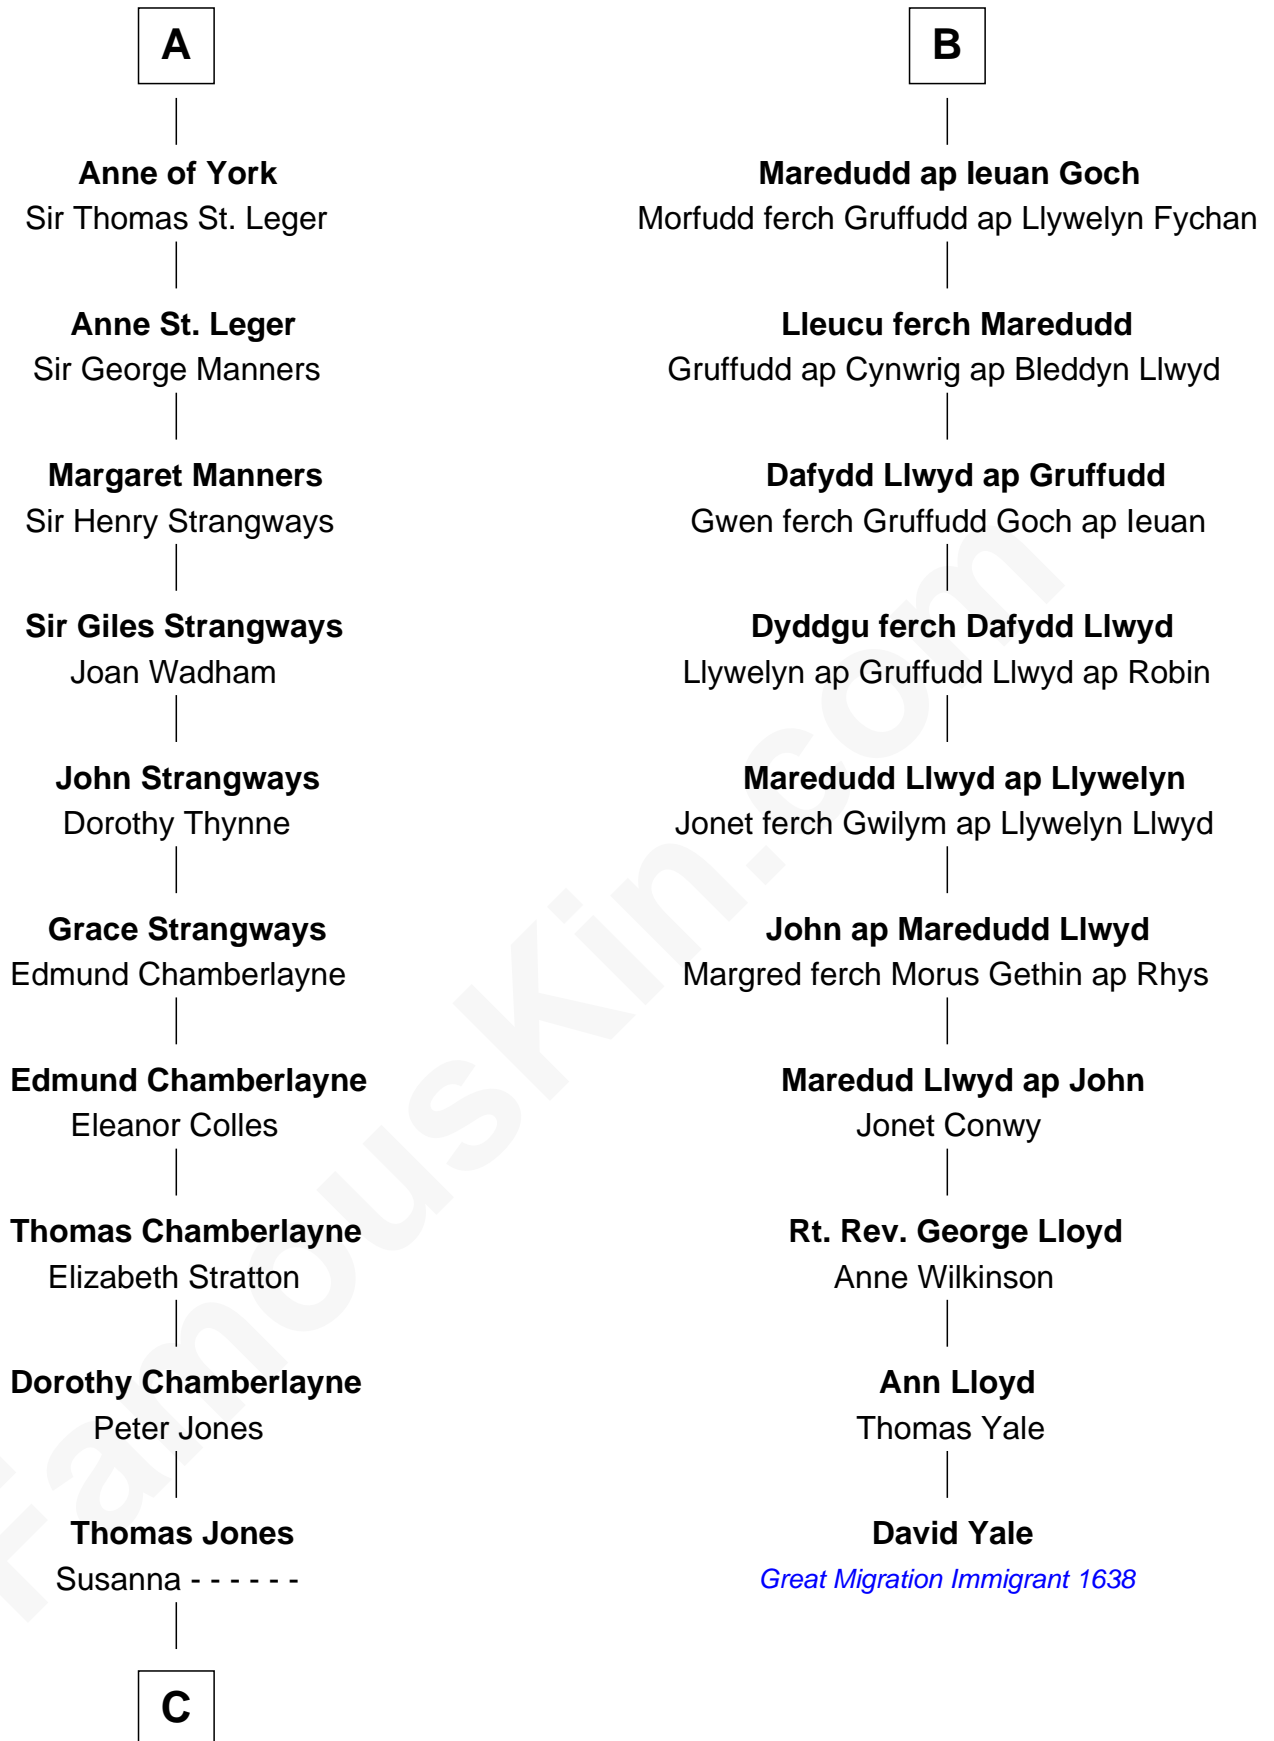 A
Anne of York
Sir Thomas St. Leger
Anne St. Leger
Sir George Manners
Margaret Manners
Sir Henry Strangways
Sir Giles Strangways
Joan Wadham
John Strangways
Dorothy Thynne
Grace Strangways
Edmund Chamberlayne
Edmund Chamberlayne
Eleanor Colles
Thomas Chamberlayne
Elizabeth Stratton
Dorothy Chamberlayne
Peter Jones
Thomas Jones
Susanna - - - - - -
C
B
Maredudd ap Ieuan Goch
Morfudd ferch Gruffudd ap Llywelyn Fychan
Lleucu ferch Maredudd
Gruffudd ap Cynwrig ap Bleddyn Llwyd
Dafydd Llwyd ap Gruffudd
Gwen ferch Gruffudd Goch ap Ieuan
Dyddgu ferch Dafydd Llwyd
Llywelyn ap Gruffudd Llwyd ap Robin
Maredudd Llwyd ap Llywelyn
Jonet ferch Gwilym ap Llywelyn Llwyd
John ap Maredudd Llwyd
Margred ferch Morus Gethin ap Rhys
Maredud Llwyd ap John
Jonet Conwy
Rt. Rev. George Lloyd
Anne Wilkinson
Ann Lloyd
Thomas Yale
David Yale
Great Migration Immigrant 1638
FamousKin.com